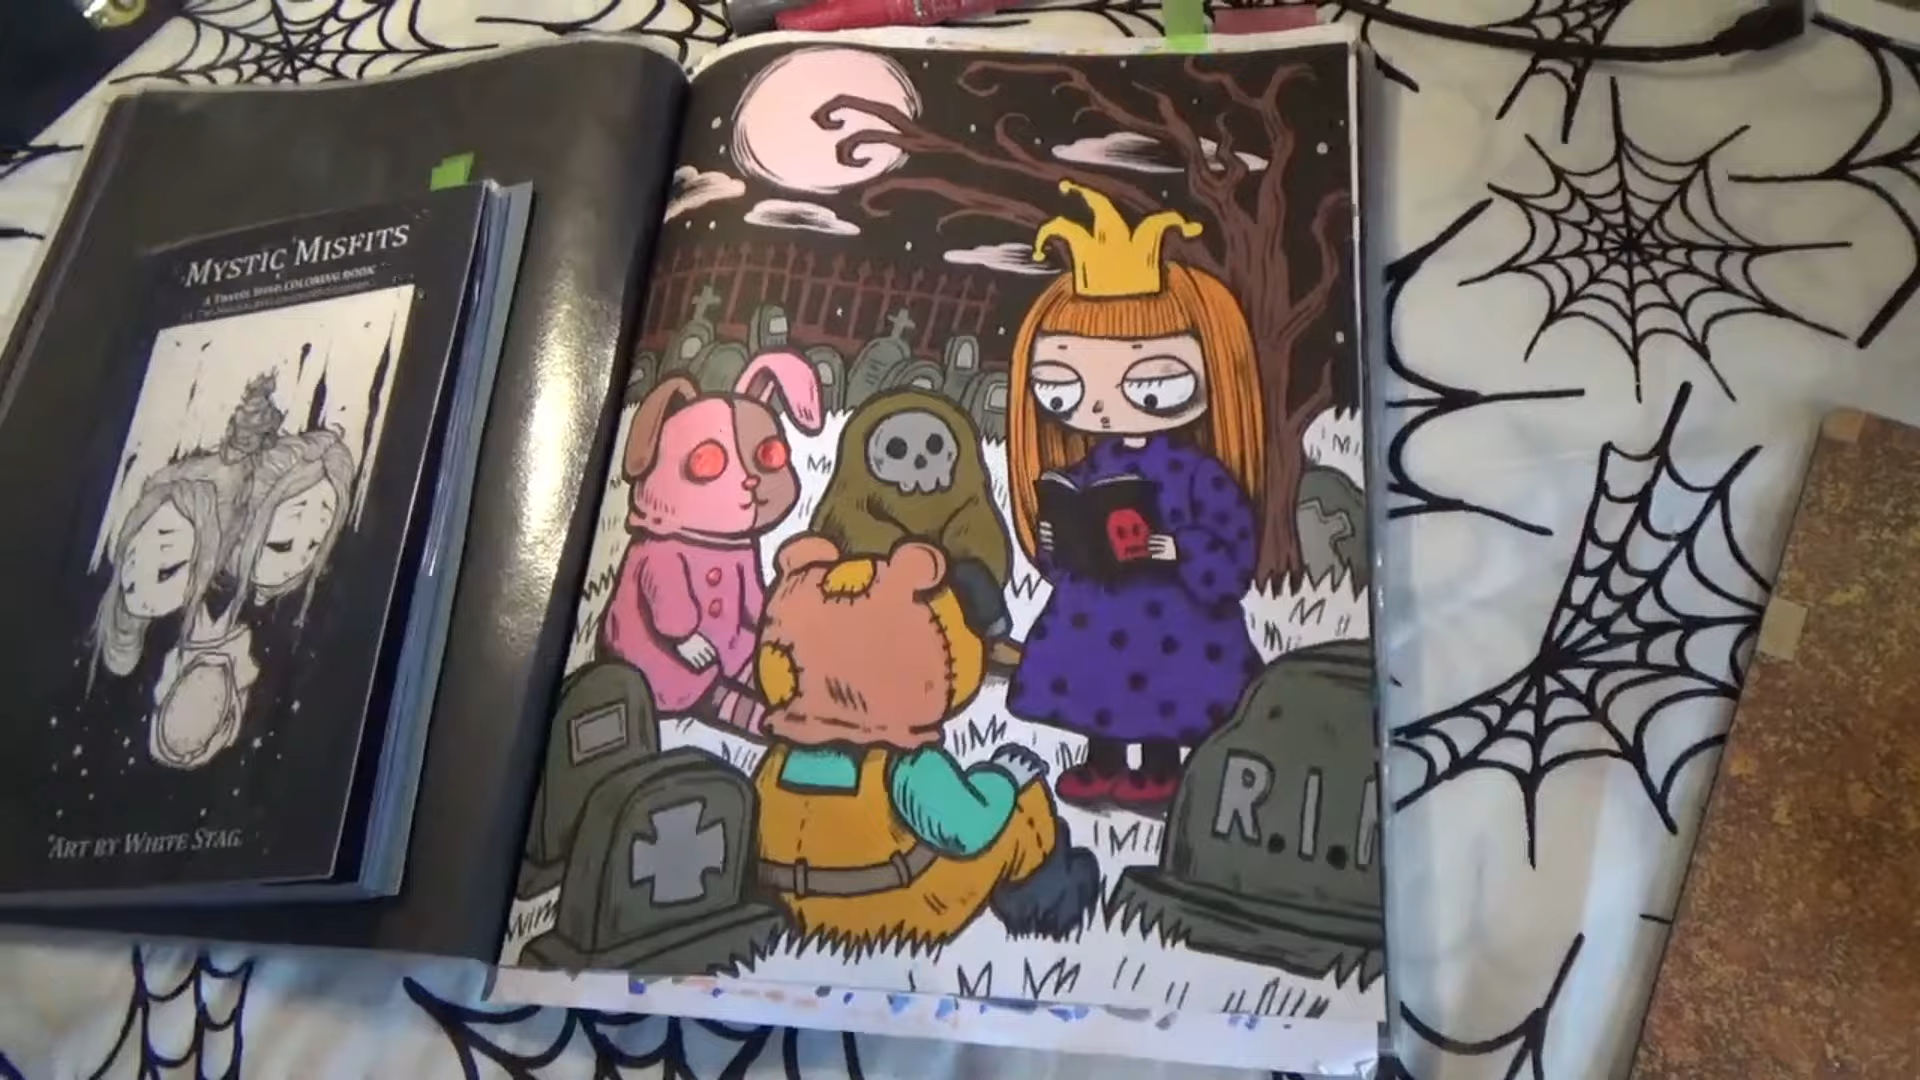 MYSTIC MISFITS
A TRAVEL SIZED COLORING BOOK
ART BY WHITE STAG
R.I.P